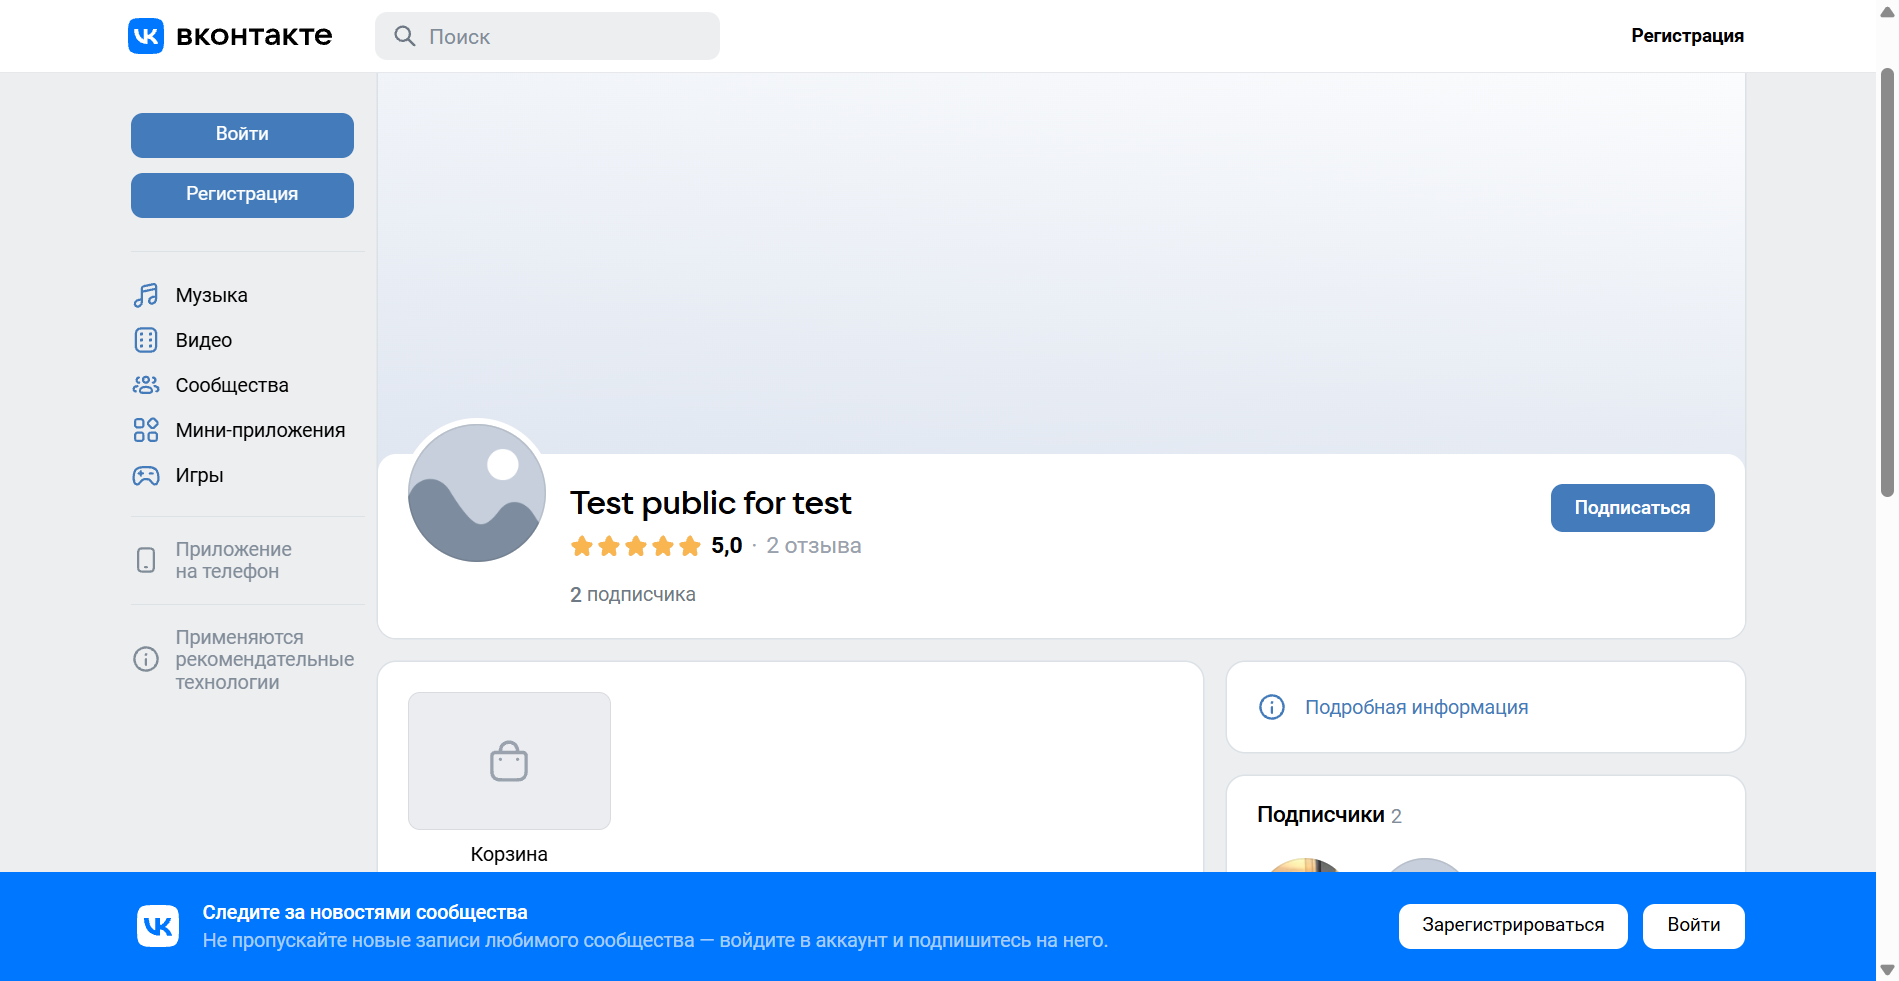 вконтакте
Поиск
Регистрация
Войти
Регистрация
Музыка
Видео
Сообщества
Мини-приложения
Игры
Приложение
на телефон
Применяются
рекомендательные
технологии
Test public for test
5,0 · 2 отзыва
2 подписчика
Подписаться
Корзина
Подробная информация
Подписчики 2
Следите за новостями сообщества
Не пропускайте новые записи любимого сообщества — войдите в аккаунт и подпишитесь на него.
Зарегистрироваться
Войти